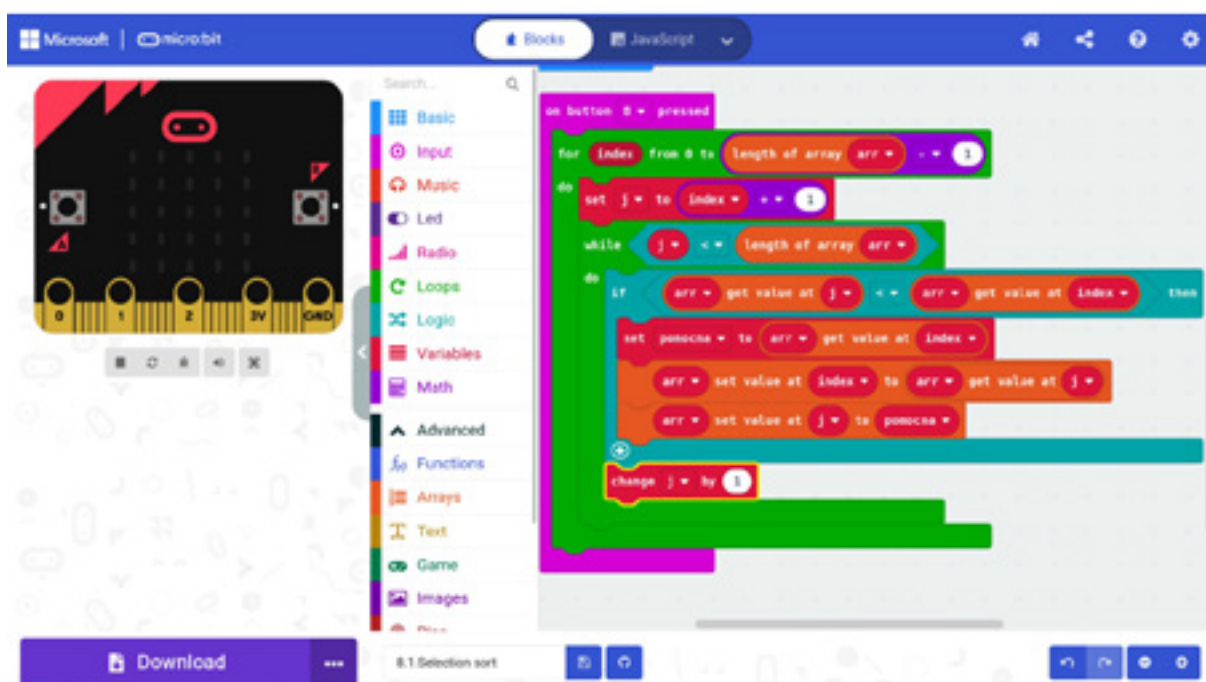 Microsoft micro:bit Blocks JavaScript
Search...
Basic
Input
Music
Led
Radio
Loops
Logic
Variables
Math
Advanced
Functions
Arrays
Text
Game
Images
0 1 2 3V GND
A
B
on button B pressed
for index from 0 to length of array arr - 1
do set j to index + 1
while j < length of array arr
do if arr get value at j < arr get value at index then
set pomocna to arr get value at index
arr set value at index to arr get value at j
arr set value at j to pomocna
change j by 1
Download
8.1.Selection sort